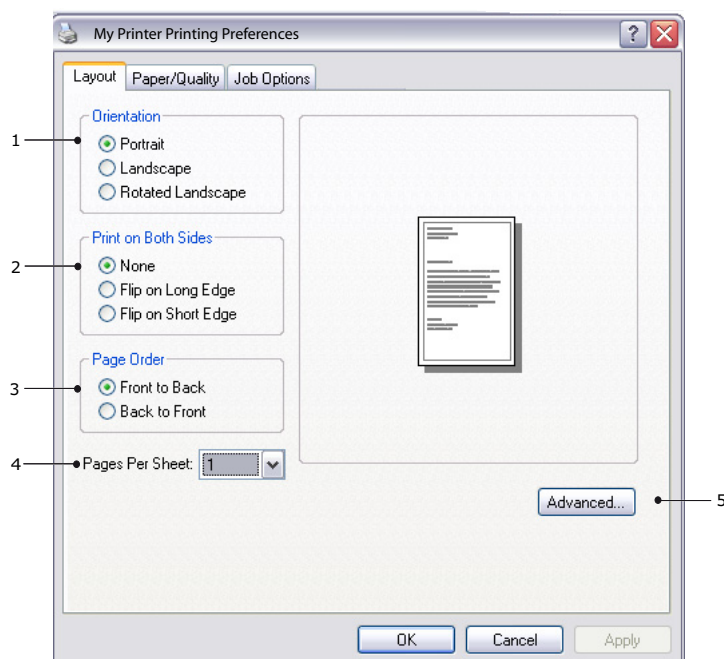 My Printer Printing Preferences
Layout Paper/Quality Job Options
Orientation
1
Portrait
Landscape
Rotated Landscape
Print on Both Sides
2
None
Flip on Long Edge
Flip on Short Edge
Page Order
3
Front to Back
Back to Front
4
Pages Per Sheet: 1
Advanced...
5
OK Cancel Apply